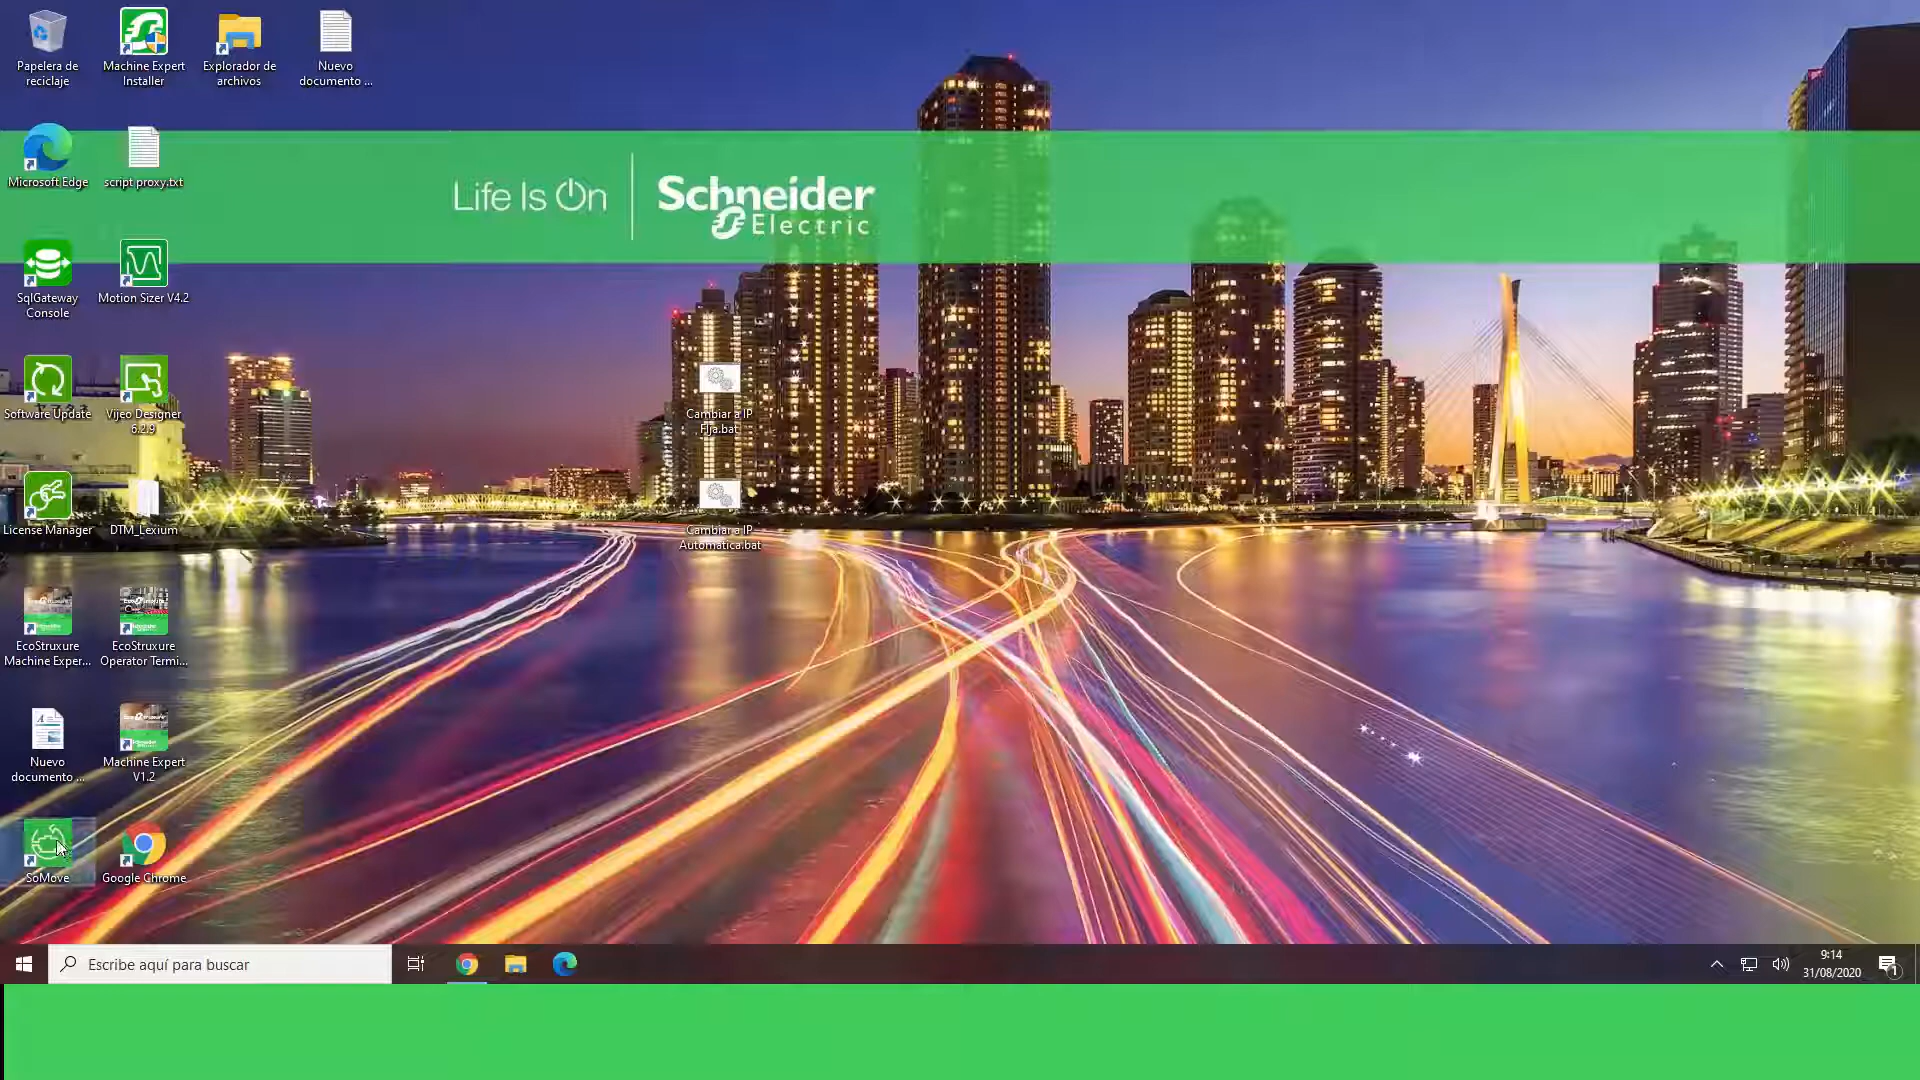 Papelera de
reciclaje
Machine Expert
Installer
Explorador de
archivos
Nuevo
documento ...
Microsoft Edge
script proxy.txt
Life Is On
Schneider
Electric
SqlGateway
Console
Motion Sizer V4.2
Software Update
Vijeo Designer
6.2.9
Cambiar a IP
Fija.bat
License Manager
DTM_Lexium
Cambiar a IP
Automatica.bat
EcoStruxure
Machine Exper...
EcoStruxure
Operator Termi...
Nuevo
documento ...
Machine Expert
V1.2
SoMove
Google Chrome
Escribe aquí para buscar
9:14
31/08/2020
1